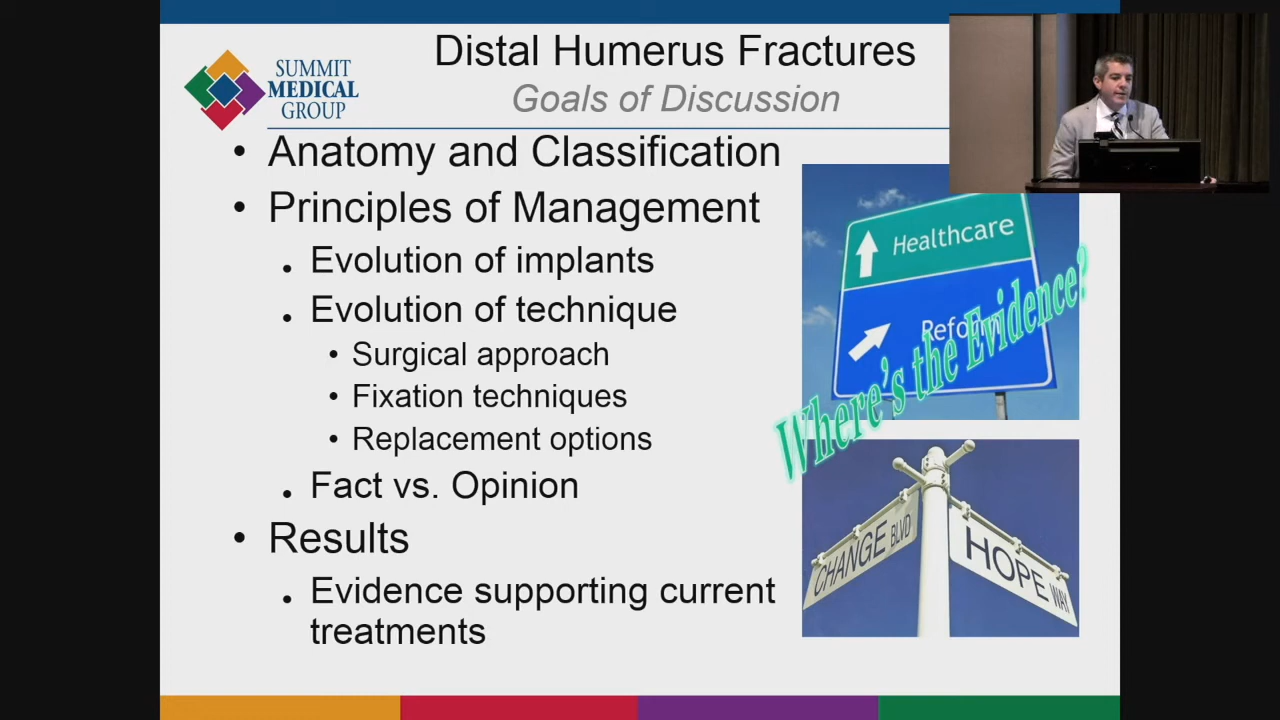 SUMMIT
MEDICAL
GROUP
Distal Humerus Fractures
Goals of Discussion
• Anatomy and Classification
• Principles of Management
• Evolution of implants
• Evolution of technique
• Surgical approach
• Fixation techniques
• Replacement options
• Fact vs. Opinion
• Results
• Evidence supporting current
treatments
Healthcare
Reform
Where's the Evidence?
CHANGE BLVD
HOPE WAY